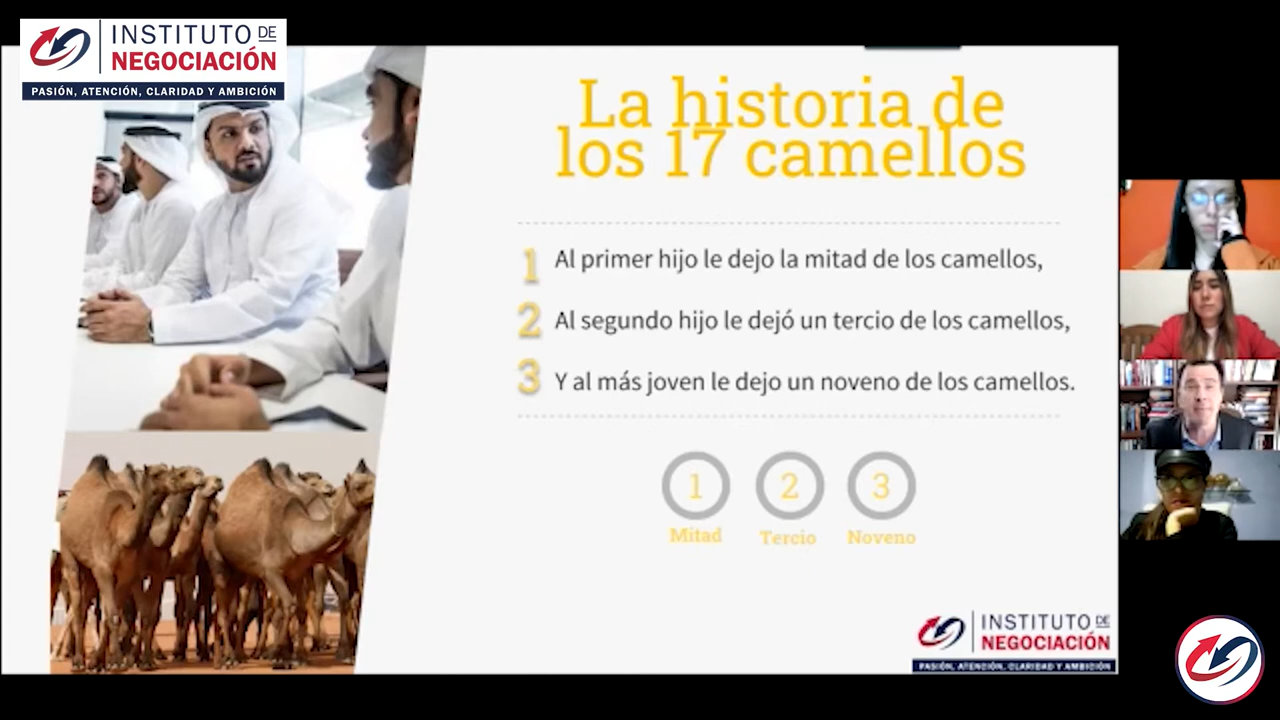 INSTITUTO DE
NEGOCIACIÓN
PASIÓN, ATENCIÓN, CLARIDAD Y AMBICIÓN
La historia de
los 17 camellos
1 Al primer hijo le dejo la mitad de los camellos,
2 Al segundo hijo le dejó un tercio de los camellos,
3 Y al más joven le dejo un noveno de los camellos.
1 2 3
Mitad Tercio Noveno
INSTITUTO DE
NEGOCIACIÓN
PASIÓN, ATENCIÓN, CLARIDAD Y AMBICIÓN